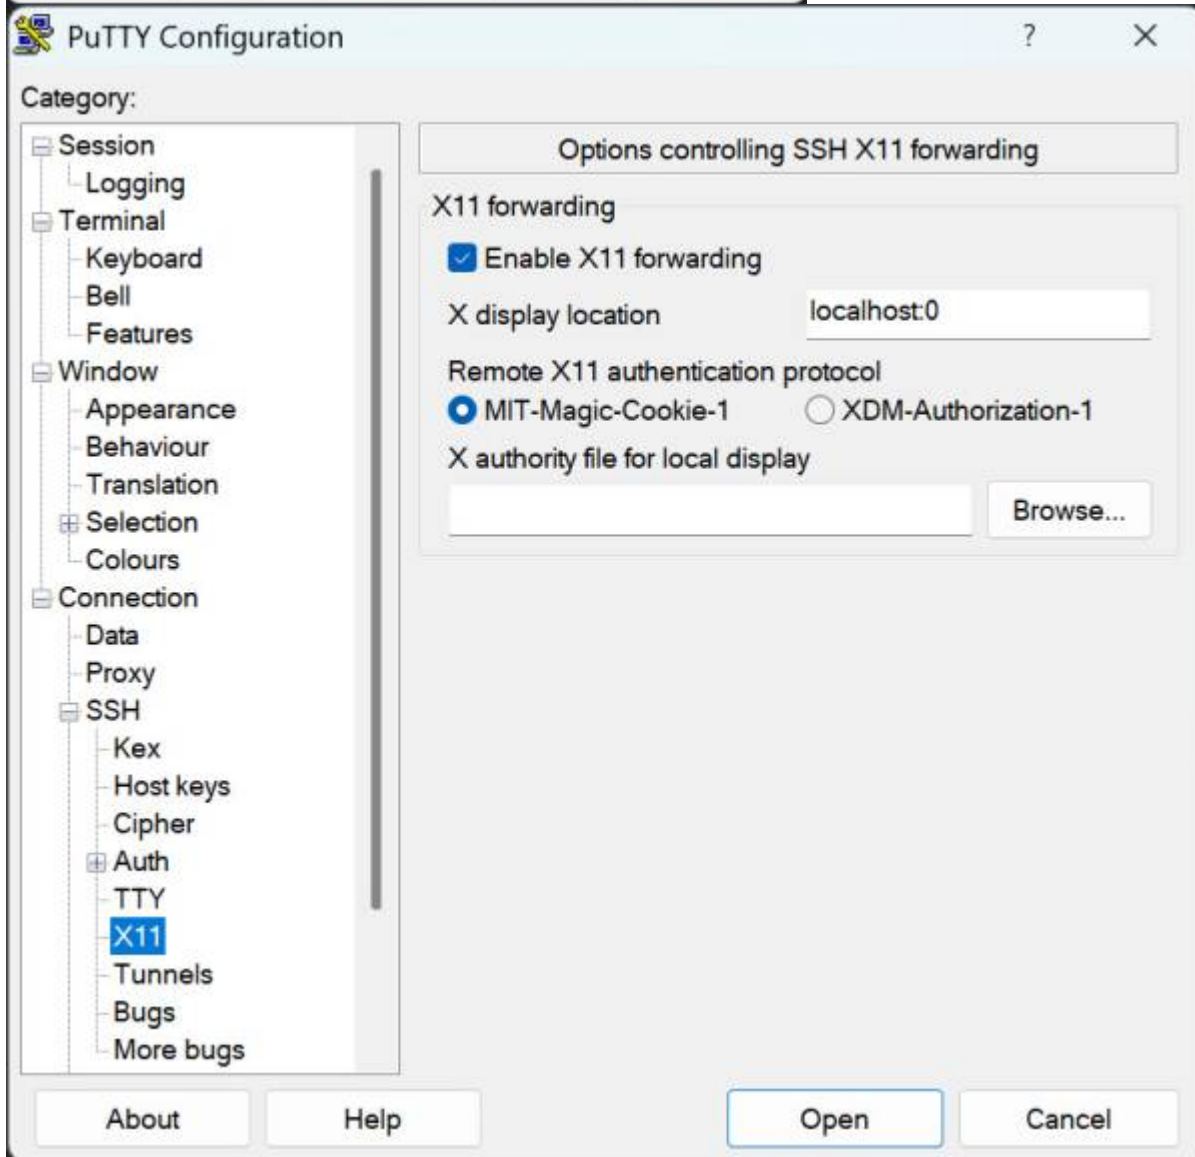 PuTTY Configuration
?
Category:
Session
Logging
Terminal
Keyboard
Bell
Features
Window
Appearance
Behaviour
Translation
Selection
Colours
Connection
Data
Proxy
SSH
Kex
Host keys
Cipher
Auth
TTY
X11
Tunnels
Bugs
More bugs
Options controlling SSH X11 forwarding
X11 forwarding
Enable X11 forwarding
X display location localhost:0
Remote X11 authentication protocol
MIT-Magic-Cookie-1 XDM-Authorization-1
X authority file for local display
Browse...
About Help Open Cancel